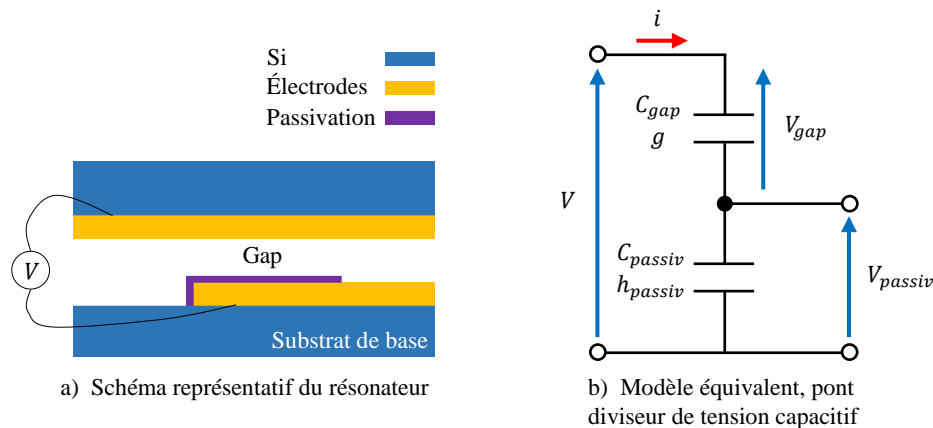 Si
Électrodes
Passivation
Gap
V
Substrat de base
a) Schéma représentatif du résonateur
i
C_gap
g
V_gap
V
C_passiv
h_passiv
V_passiv
b) Modèle équivalent, pont
diviseur de tension capacitif